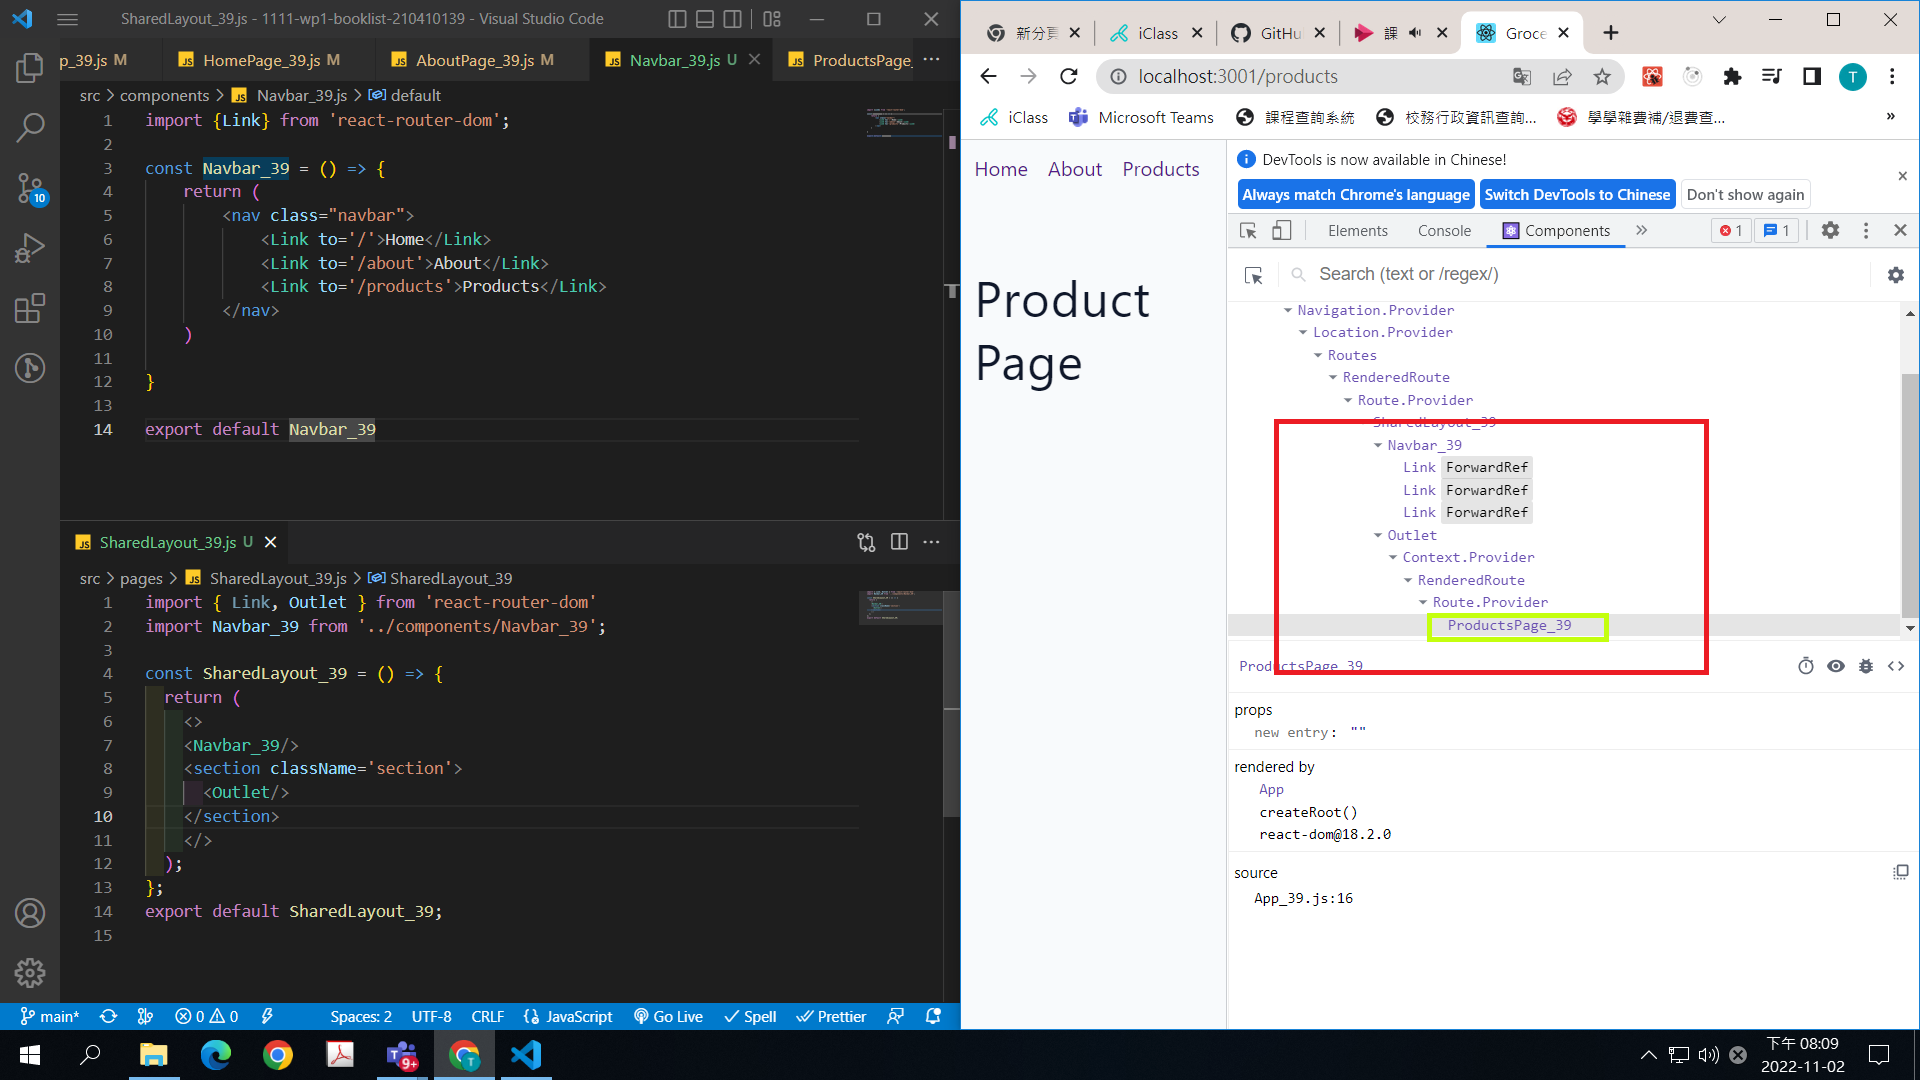 SharedLayout_39.js - 1111-wp1-booklist-210410139 - Visual Studio Code
p_39.js M
HomePage_39.js M
AboutPage_39.js M
Navbar_39.js U
ProductsPage_
src > components > JS Navbar_39.js > default
1 import {Link} from 'react-router-dom';
2
3 const Navbar_39 = () => {
4 return (
5 <nav class="navbar">
6 <Link to='/'>Home</Link>
7 <Link to='/about'>About</Link>
8 <Link to='/products'>Products</Link>
9 </nav>
10 )
11
12 }
13
14 export default Navbar_39
JS SharedLayout_39.js U
src > pages > JS SharedLayout_39.js > SharedLayout_39
1 import { Link, Outlet } from 'react-router-dom'
2 import Navbar_39 from '../components/Navbar_39';
3
4 const SharedLayout_39 = () => {
5 return (
6 <>
7 <Navbar_39/>
8 <section className='section'>
9 <Outlet/>
10 </section>
11 </>
12 );
13 };
14 export default SharedLayout_39;
15
10
main* 0 0 Spaces: 2 UTF-8 CRLF {} JavaScript Go Live Spell Prettier
新分頁
iClass
GitHu
課
Groce
localhost:3001/products
T
iClass Microsoft Teams 課程查詢系統 校務行政資訊查詢... 學學雜費補/退費查... »
Home About Products
Product
Page
DevTools is now available in Chinese!
Always match Chrome's language Switch DevTools to Chinese Don't show again
Elements Console Components » 1 1
Search (text or /regex/)
Navigation.Provider
Location.Provider
Routes
RenderedRoute
Route.Provider
SharedLayout_39
Navbar_39
Link ForwardRef
Link ForwardRef
Link ForwardRef
Outlet
Context.Provider
RenderedRoute
Route.Provider
ProductsPage_39
ProductsPage_39
props
new entry: ""
rendered by
App
createRoot()
react-dom@18.2.0
source
App_39.js:16
9+
下午 08:09
2022-11-02